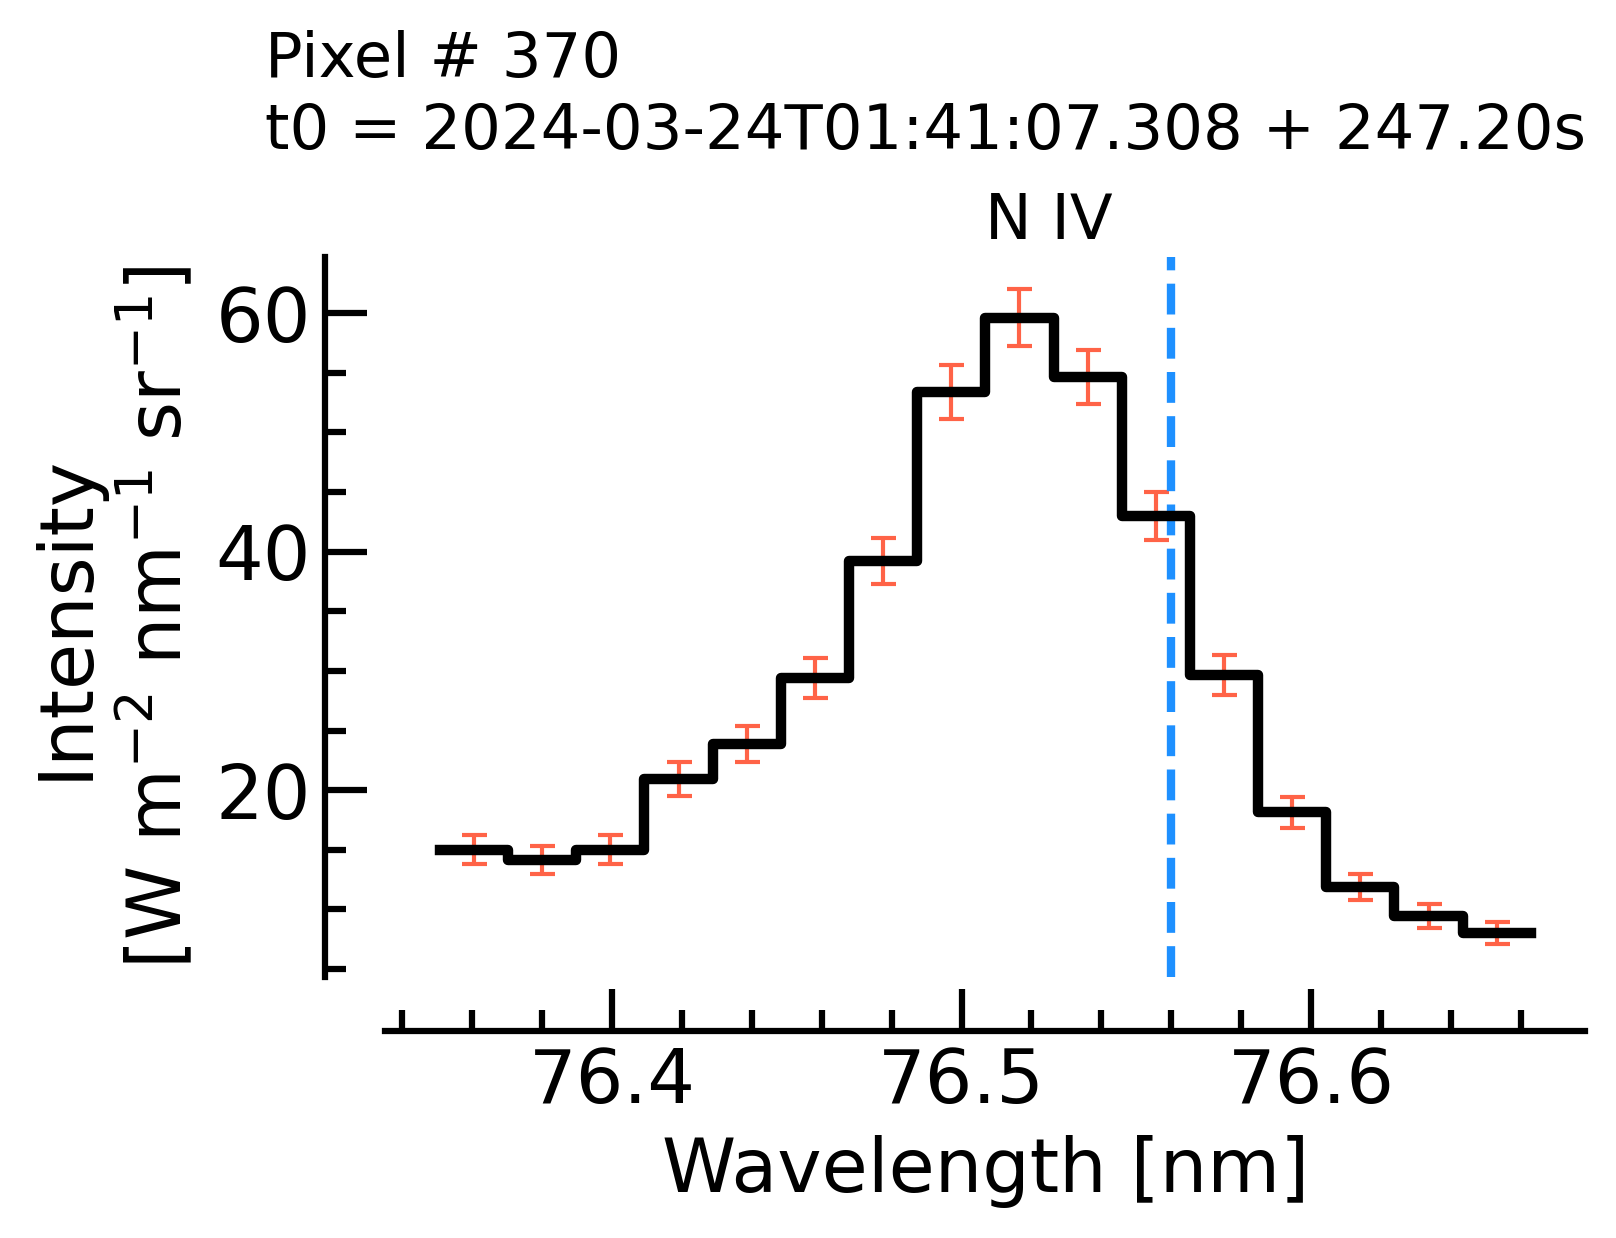 Pixel # 370
t0 = 2024-03-24T01:41:07.308 + 247.20s
N IV
Intensity
[W m⁻² nm⁻¹ sr⁻¹]
60
40
20
76.4 76.5 76.6
Wavelength [nm]